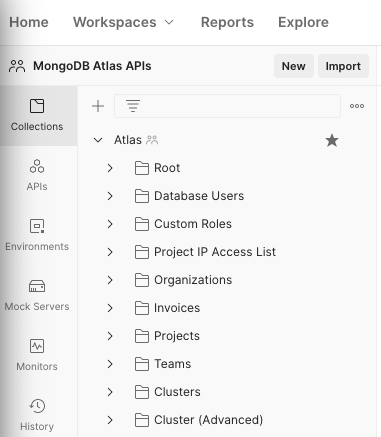 Home Workspaces Reports Explore
MongoDB Atlas APIs New Import
Collections
APIs
Environments
Mock Servers
Monitors
History
Atlas
Root
Database Users
Custom Roles
Project IP Access List
Organizations
Invoices
Projects
Teams
Clusters
Cluster (Advanced)